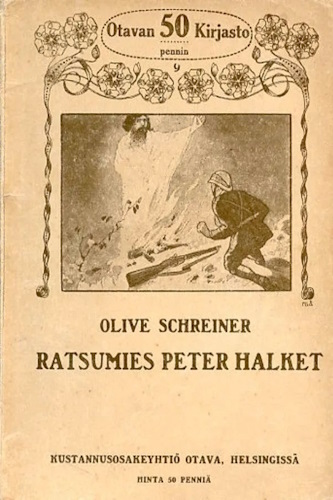 Otavan 50 Kirjasto
pennin
9
OLIVE SCHREINER
RATSUMIES PETER HALKET
KUSTANNUSOSAKEYHTIÖ OTAVA, HELSINGISSÄ
HINTA 50 PENNIÄ